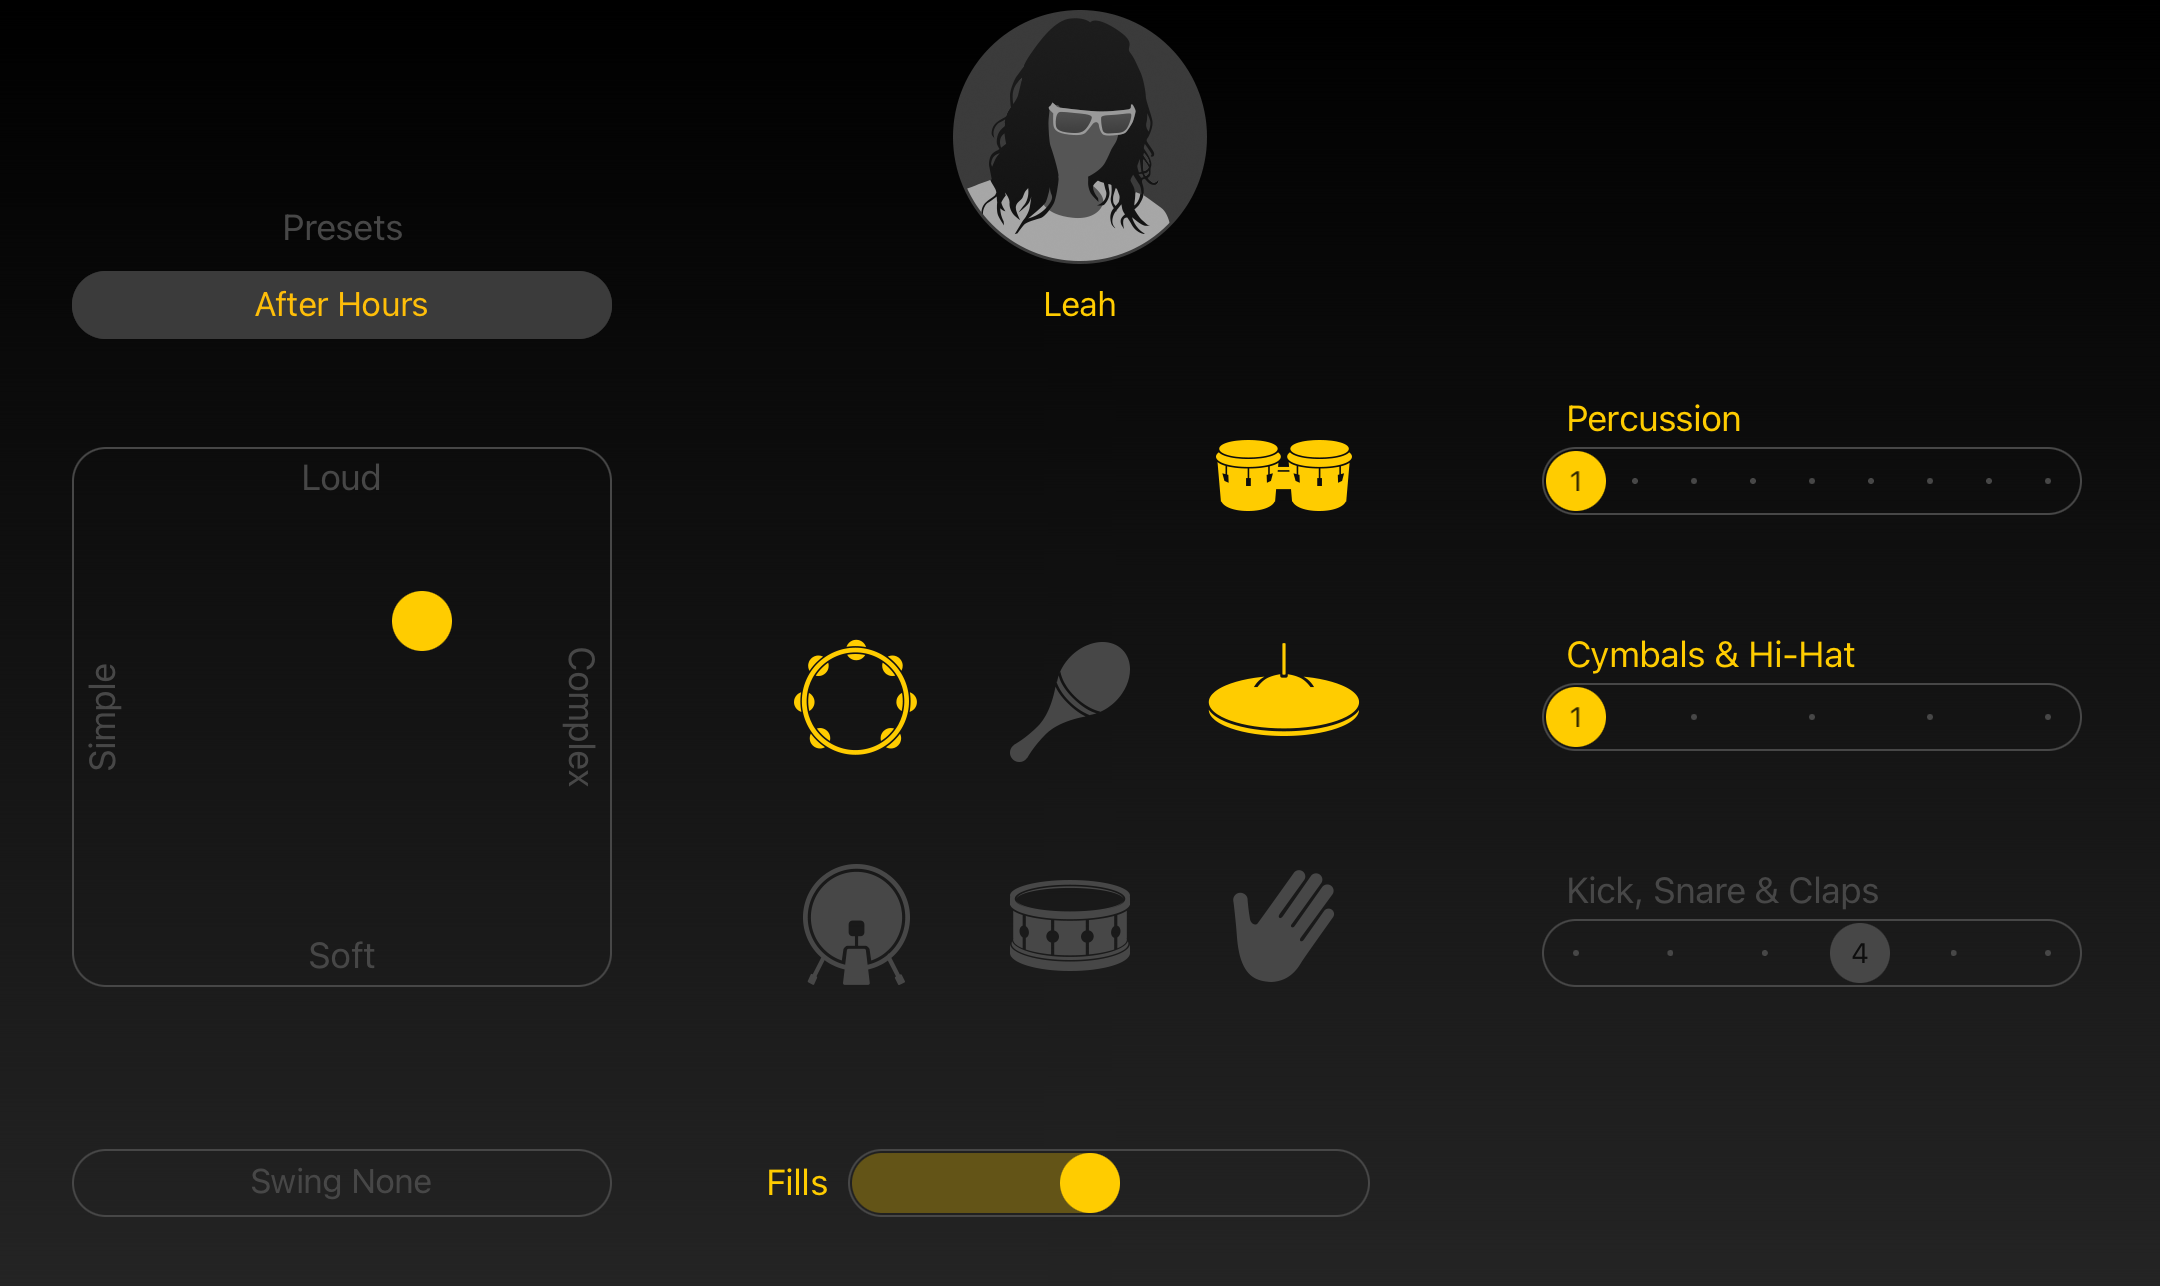 Presets
After Hours
Leah
Loud
Simple
Complex
Soft
Percussion
1
Cymbals & Hi-Hat
1
Kick, Snare & Claps
4
Swing None
Fills